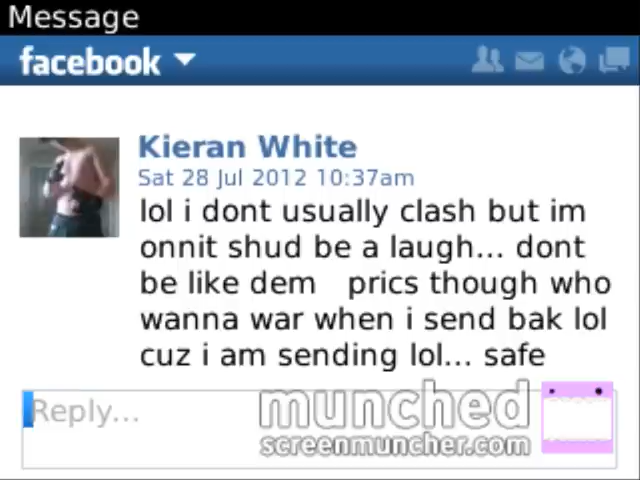 Message
facebook
Kieran White
Sat 28 Jul 2012 10:37am
lol i dont usually clash but im
onnit shud be a laugh... dont
be like dem prics though who
wanna war when i send bak lol
cuz i am sending lol... safe
Reply...
munched
screenmuncher.com